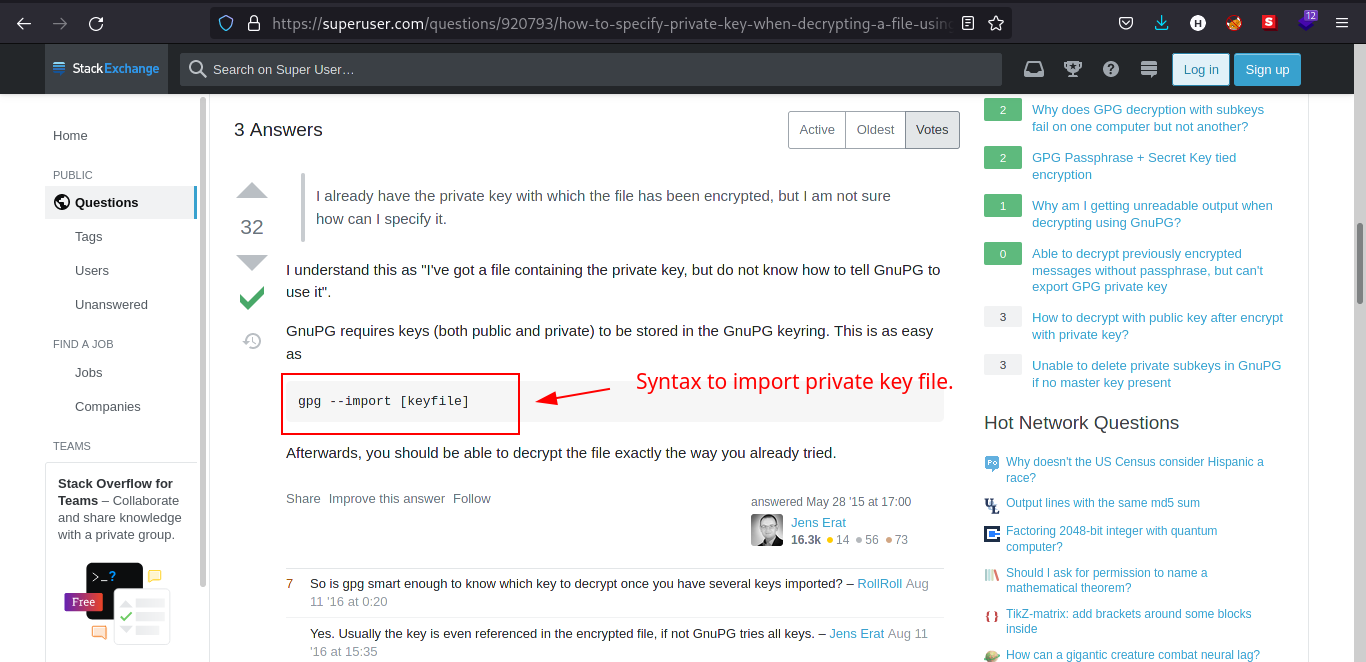 https://superuser.com/questions/920793/how-to-specify-private-key-when-decrypting-a-file-usin
12
StackExchange
Search on Super User…
Log in
Sign up
Home
PUBLIC
Questions
Tags
Users
Unanswered
FIND A JOB
Jobs
Companies
TEAMS
Stack Overflow for
Teams – Collaborate
and share knowledge
with a private group.
>_?
Free
3 Answers
Active
Oldest
Votes
32
I already have the private key with which the file has been encrypted, but I am not sure
how can I specify it.
I understand this as "I've got a file containing the private key, but do not know how to tell GnuPG to
use it".
GnuPG requires keys (both public and private) to be stored in the GnuPG keyring. This is as easy
as
gpg --import [keyfile]
Syntax to import private key file.
Afterwards, you should be able to decrypt the file exactly the way you already tried.
Share Improve this answer Follow
answered May 28 '15 at 17:00
Jens Erat
16.3k 14 56 73
7 So is gpg smart enough to know which key to decrypt once you have several keys imported? – RollRoll Aug
11 '16 at 0:20
Yes. Usually the key is even referenced in the encrypted file, if not GnuPG tries all keys. – Jens Erat Aug 11
'16 at 15:35
2 Why does GPG decryption with subkeys
fail on one computer but not another?
2 GPG Passphrase + Secret Key tied
encryption
1 Why am I getting unreadable output when
decrypting using GnuPG?
0 Able to decrypt previously encrypted
messages without passphrase, but can't
export GPG private key
3 How to decrypt with public key after encrypt
with private key?
3 Unable to delete private subkeys in GnuPG
if no master key present
Hot Network Questions
Why doesn't the US Census consider Hispanic a
race?
Output lines with the same md5 sum
Factoring 2048-bit integer with quantum
computer?
Should I ask for permission to name a
mathematical theorem?
TikZ-matrix: add brackets around some blocks
inside
How can a gigantic creature combat neural lag?